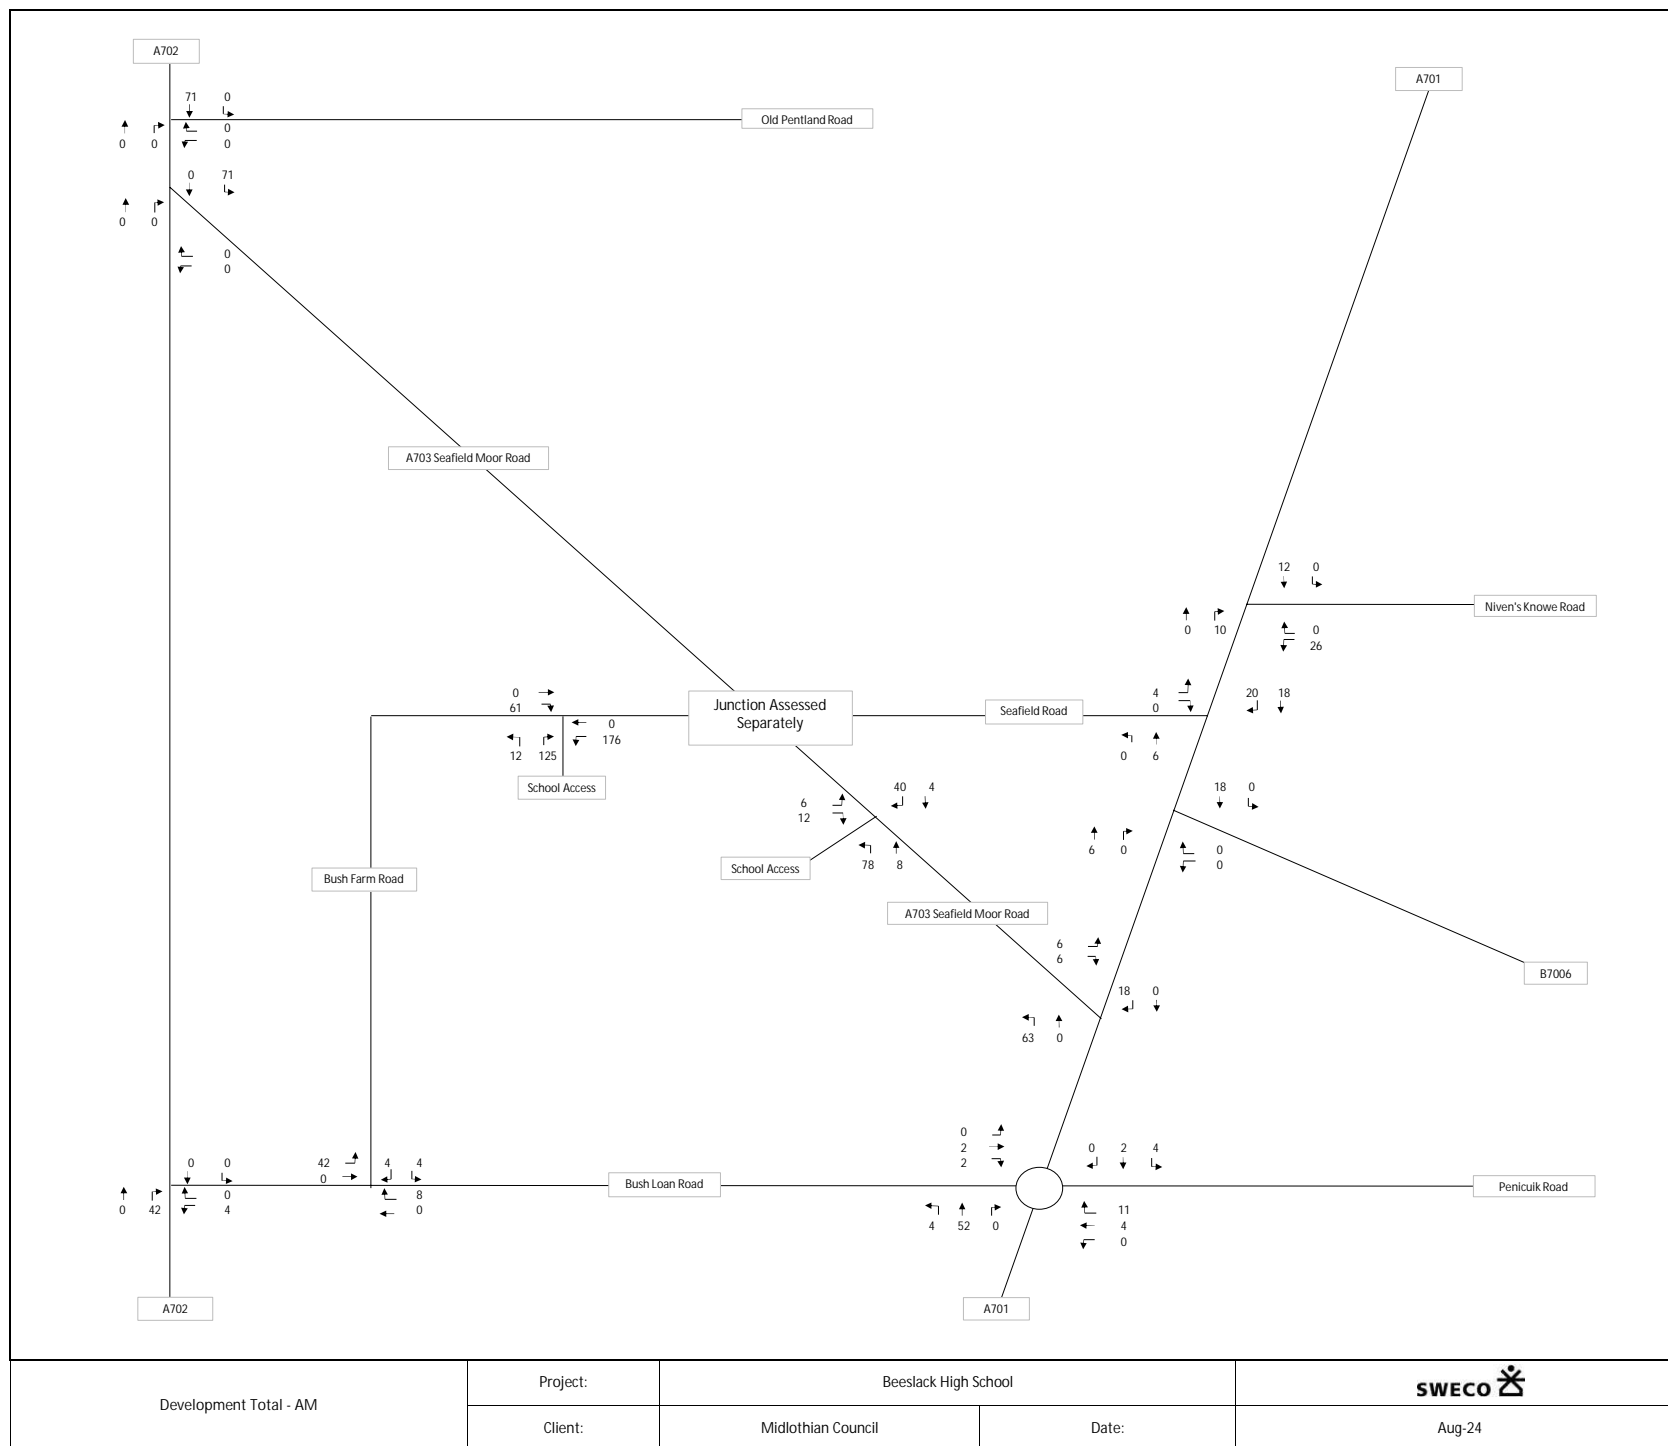 A702
A701
71 0
Old Pentland Road
0
0 0 0
0 71
0 0
0
0
A703 Seafield Moor Road
12 0
Niven's Knowe Road
0 10 0
26
0
61
Junction Assessed
Separately
4
0
20 18
Seafield Road
0
176
12 125
0 6
School Access
6
12
40 4
18 0
6 0 0
0
78 8
School Access
Bush Farm Road
A703 Seafield Moor Road
6
6
B7006
18 0
63 0
0
2
2
0 2 4
0 0
42
0
4 4
Bush Loan Road
Penicuik Road
0
4
0 42
8
0
4 52 0
11
4
0
A702
A701
Development Total - AM
Project:
Beeslack High School
SWECO
Client:
Midlothian Council
Date:
Aug-24